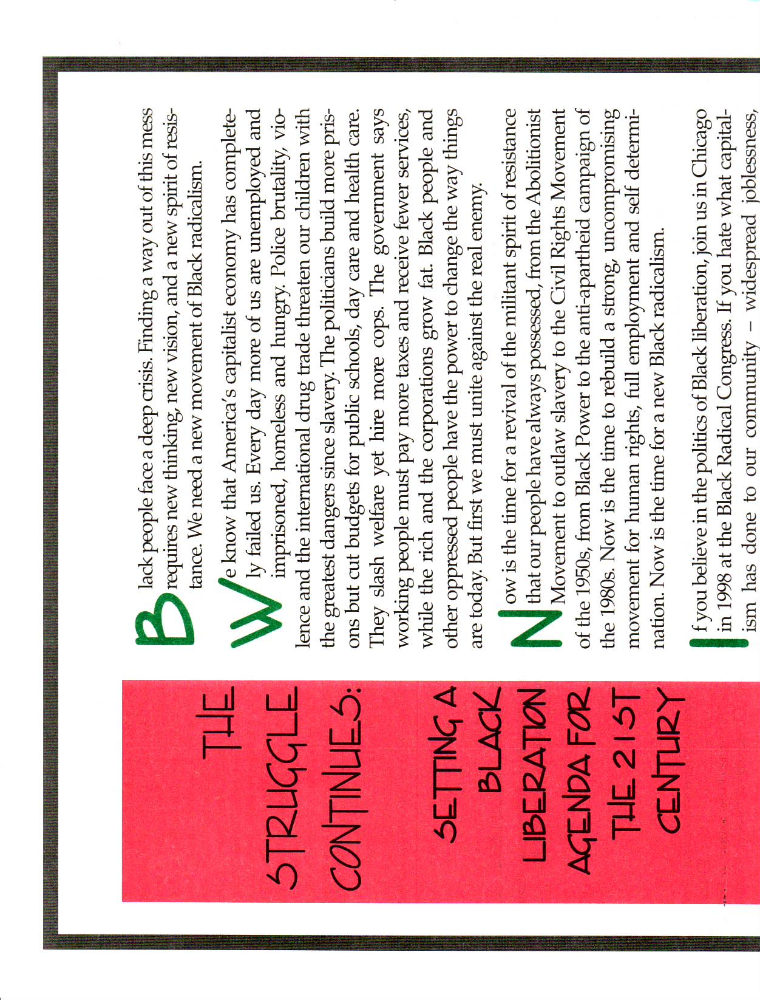 THE
STRUGGLE
CONTINUES:
SETTING A
BLACK
LIBERATION
AGENDA FOR
THE 21ST
CENTURY
Black people face a deep crisis. Finding a way out of this mess
requires new thinking, new vision, and a new spirit of resis-
tance. We need a new movement of Black radicalism.
We know that America's capitalist economy has complete-
ly failed us. Every day more of us are unemployed and
imprisoned, homeless and hungry. Police brutality, vio-
lence and the international drug trade threaten our children with
the greatest dangers since slavery. The politicians build more pris-
ons but cut budgets for public schools, day care and health care.
They slash welfare yet hire more cops. The government says
working people must pay more taxes and receive fewer services,
while the rich and the corporations grow fat. Black people and
other oppressed people have the power to change the way things
are today. But first we must unite against the real enemy.
Now is the time for a revival of the militant spirit of resistance
that our people have always possessed, from the Abolitionist
Movement to outlaw slavery to the Civil Rights Movement
of the 1950s, from Black Power to the anti-apartheid campaign of
the 1980s. Now is the time to rebuild a strong, uncompromising
movement for human rights, full employment and self determi-
nation. Now is the time for a new Black radicalism.
If you believe in the politics of Black liberation, join us in Chicago
in 1998 at the Black Radical Congress. If you hate what capital-
ism has done to our community – widespread joblessness,